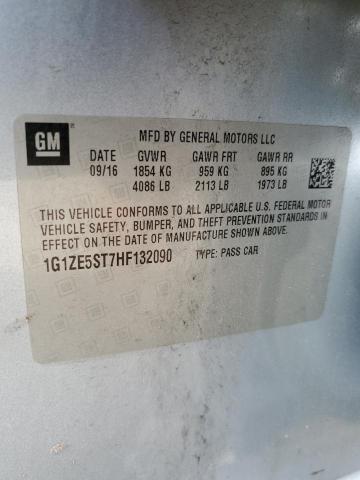 GM
MFD BY GENERAL MOTORS LLC
DATE GVWR GAWR FRT GAWR RR
09/16 1854 KG 959 KG 895 KG
4086 LB 2113 LB 1973 LB
THIS VEHICLE CONFORMS TO ALL APPLICABLE U.S. FEDERAL MOTOR
VEHICLE SAFETY, BUMPER, AND THEFT PREVENTION STANDARDS IN
EFFECT ON THE DATE OF MANUFACTURE SHOWN ABOVE.
1G1ZE5ST7HF132090 TYPE: PASS CAR